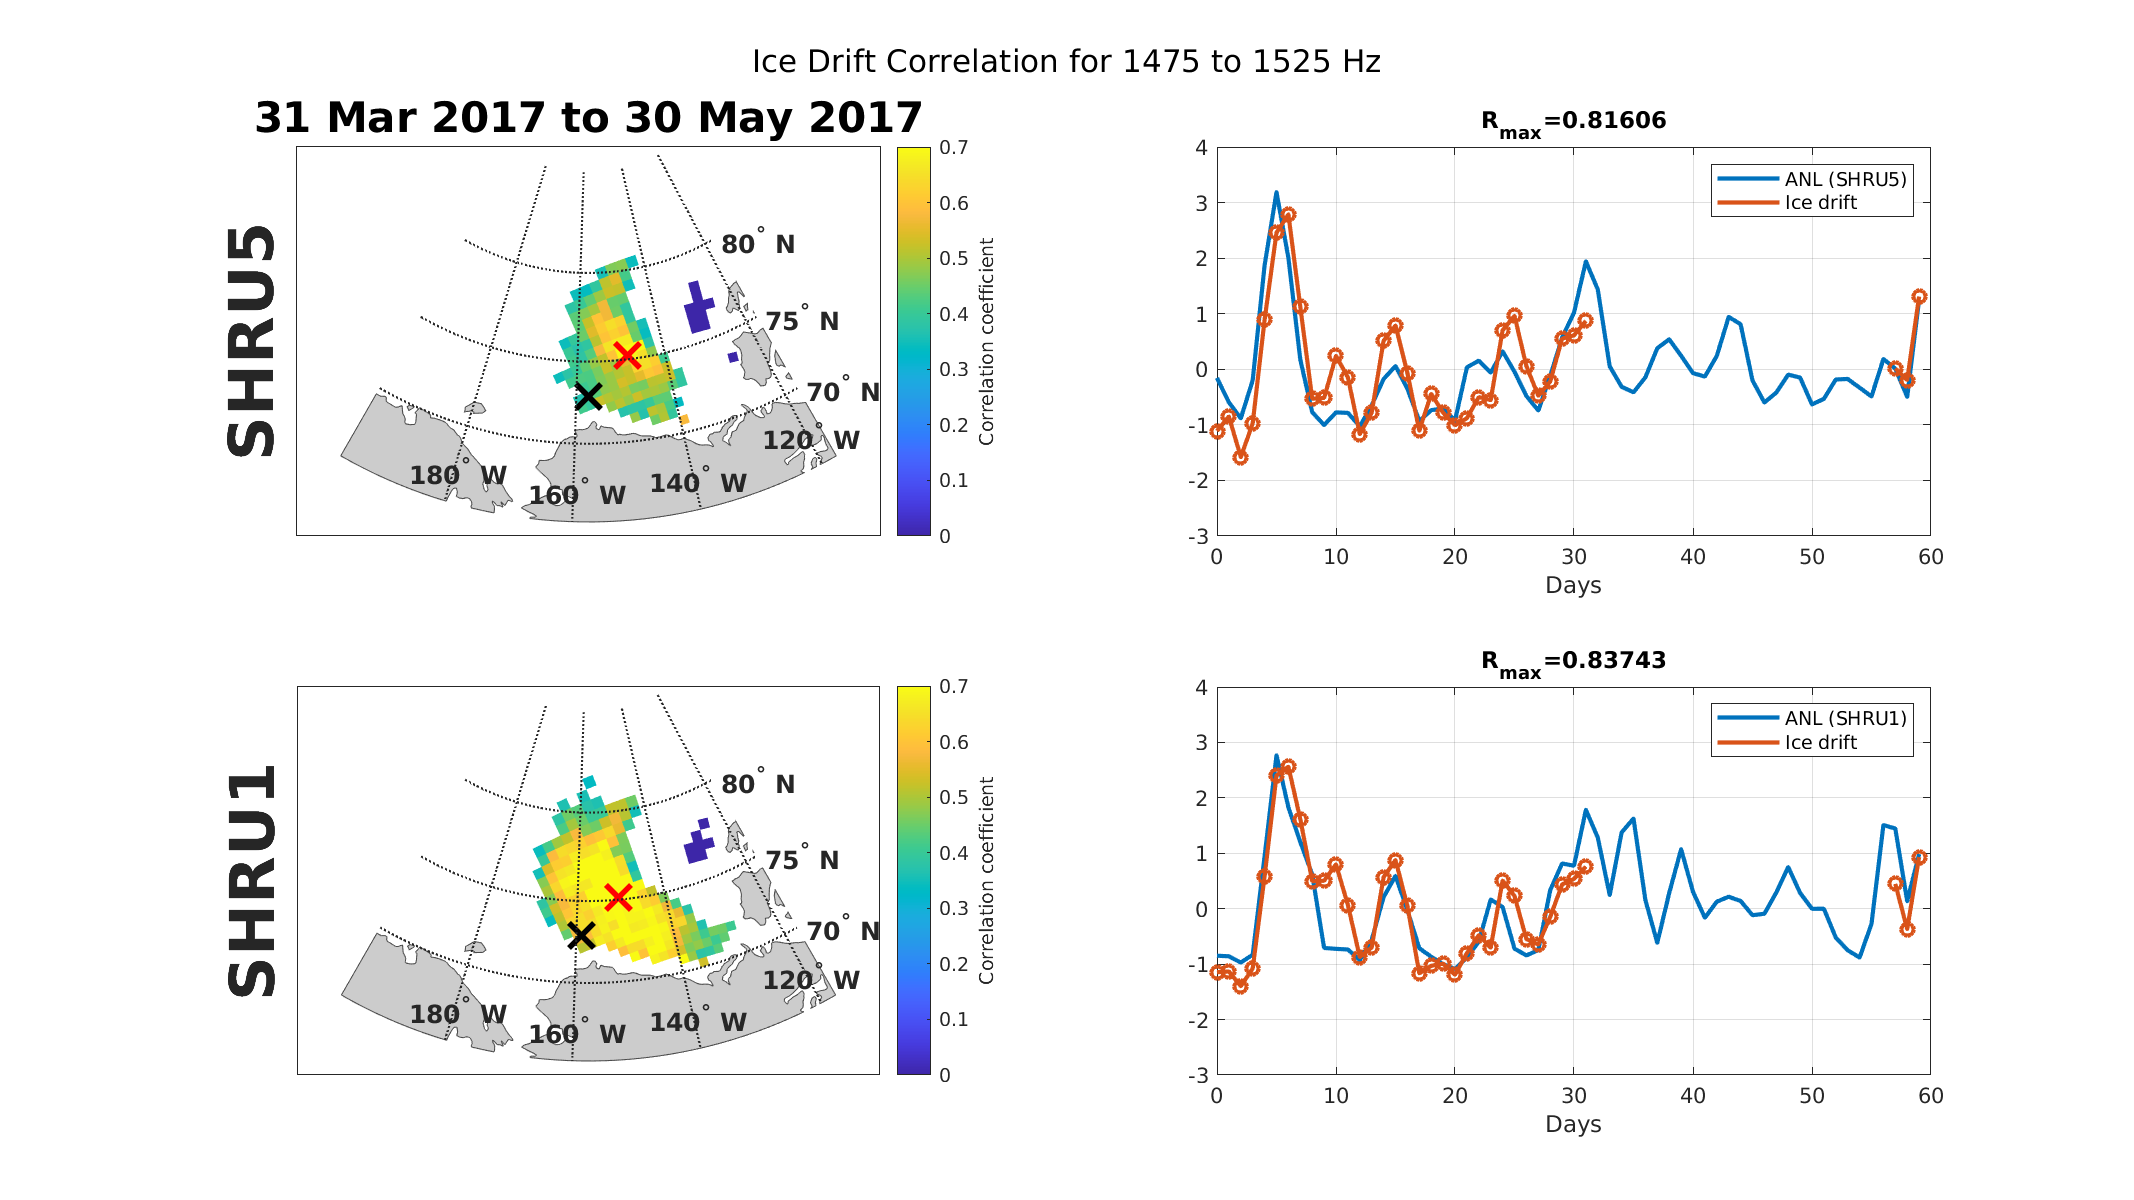 Ice Drift Correlation for 1475 to 1525 Hz
31 Mar 2017 to 30 May 2017
SHRU5
80° N
75° N
70° N
120° W
140° W
160° W
180° W
0.7
0.6
0.5
0.4
0.3
0.2
0.1
0
Correlation coefficient
Rmax=0.81606
4
3
2
1
0
-1
-2
-3
0 10 20 30 40 50 60
Days
ANL (SHRU5)
Ice drift
SHRU1
80° N
75° N
70° N
120° W
140° W
160° W
180° W
0.7
0.6
0.5
0.4
0.3
0.2
0.1
0
Correlation coefficient
Rmax=0.83743
4
3
2
1
0
-1
-2
-3
0 10 20 30 40 50 60
Days
ANL (SHRU1)
Ice drift